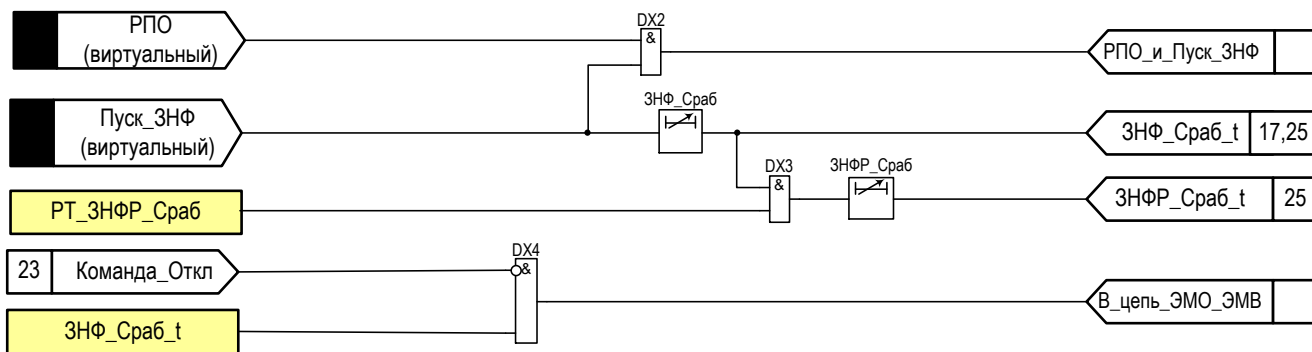 РПО
(виртуальный)
DX2
&
РПО_и_Пуск_ЗНФ
Пуск_ЗНФ
(виртуальный)
ЗНФ_Сраб
ЗНФ_Сраб_t 17,25
РТ_ЗНФР_Сраб
DX3
&
ЗНФР_Сраб
ЗНФР_Сраб_t 25
23 Команда_Откл
DX4
&
ЗНФ_Сраб_t
В_цепь_ЭМО_ЭМВ